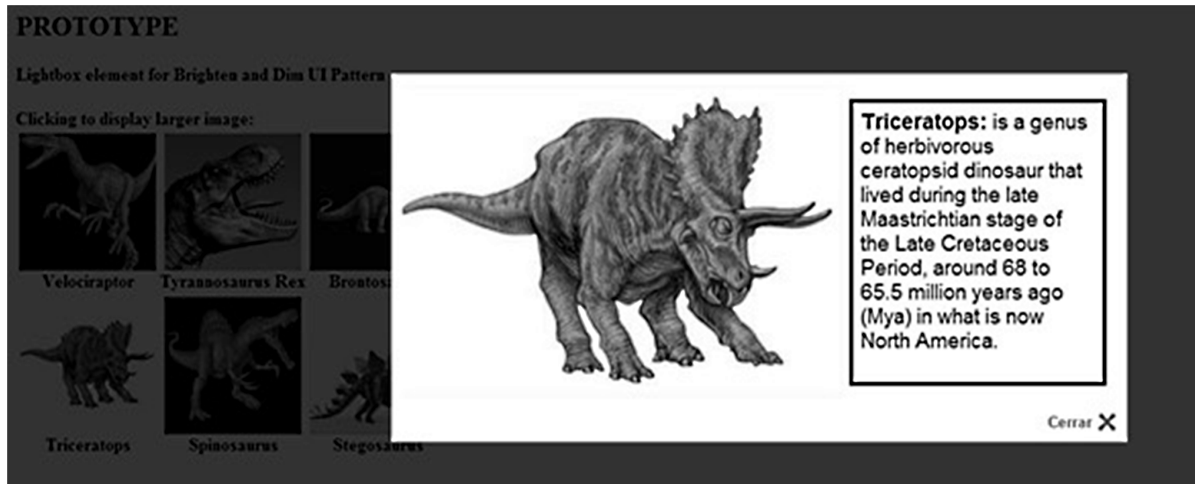 PROTOTYPE
Lightbox element for Brighten and Dim UI Pattern
Clicking to display larger image:
Velociraptor
Tyrannosaurus Rex
Triceratops
Spinosaurus
Stegosaurus
Triceratops: is a genus
of herbivorous
ceratopsid dinosaur that
lived during the late
Maastrichtian stage of
the Late Cretaceous
Period, around 68 to
65.5 million years ago
(Mya) in what is now
North America.
Cerrar